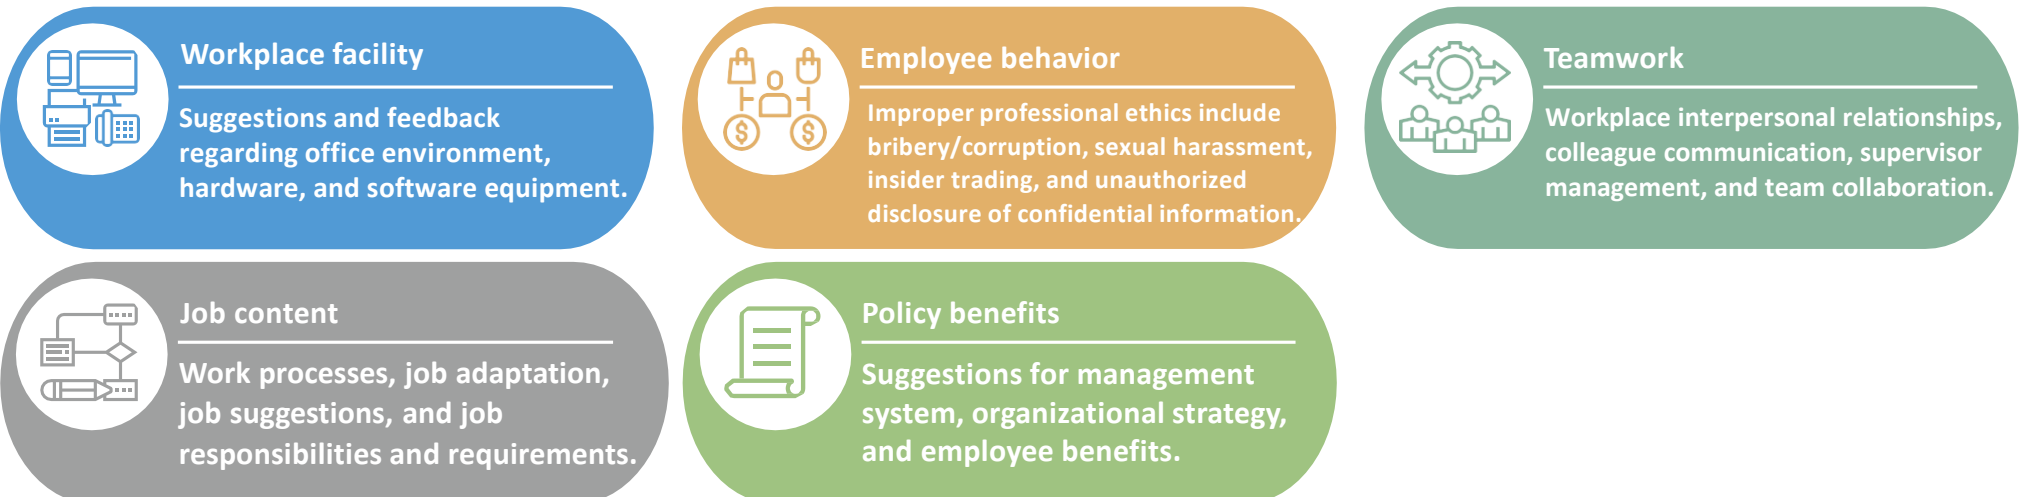 Workplace facility
Suggestions and feedback
regarding office environment,
hardware, and software equipment.
Employee behavior
Improper professional ethics include
bribery/corruption, sexual harassment,
insider trading, and unauthorized
disclosure of confidential information.
Teamwork
Workplace interpersonal relationships,
colleague communication, supervisor
management, and team collaboration.
Job content
Work processes, job adaptation,
job suggestions, and job
responsibilities and requirements.
Policy benefits
Suggestions for management
system, organizational strategy,
and employee benefits.